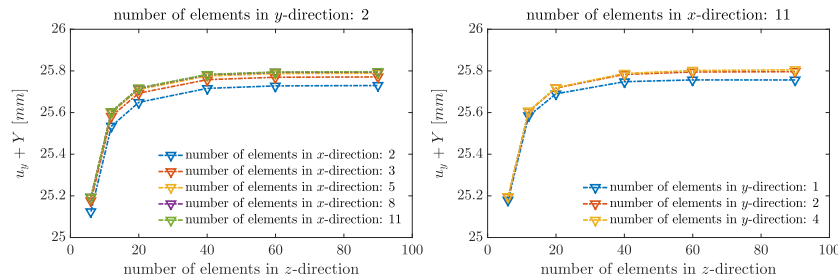 number of elements in y-direction: 2
26
25.8
25.6
25.4
25.2
25
u_y + Y [mm]
number of elements in x-direction: 2
number of elements in x-direction: 3
number of elements in x-direction: 5
number of elements in x-direction: 8
number of elements in x-direction: 11
0 20 40 60 80 100
number of elements in z-direction
number of elements in x-direction: 11
26
25.8
25.6
25.4
25.2
25
u_y + Y [mm]
number of elements in y-direction: 1
number of elements in y-direction: 2
number of elements in y-direction: 4
0 20 40 60 80 100
number of elements in z-direction